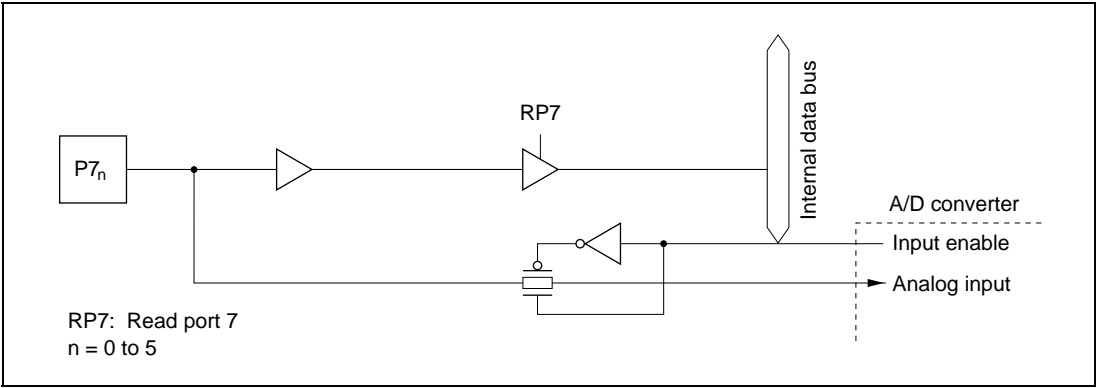 RP7
P7n
Internal data bus
A/D converter
Input enable
Analog input
RP7: Read port 7
n = 0 to 5